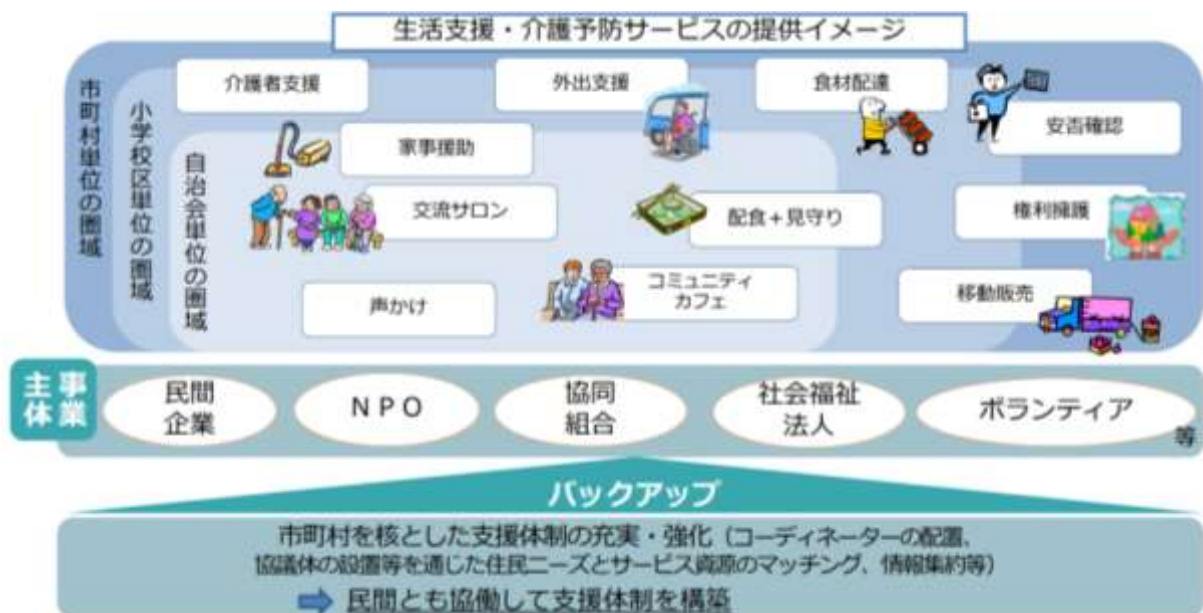 生活支援・介護予防サービスの提供イメージ
市町村単位の圏域
小学校区単位の圏域
自治会単位の圏域
介護者支援
外出支援
食材配達
安否確認
家事援助
交流サロン
配食+見守り
権利擁護
声かけ
コミュニティ
カフェ
移動販売
事業
主体
民間
企業
NPO
協同
組合
社会福祉
法人
ボランティア
等
バックアップ
市町村を核とした支援体制の充実・強化(コーディネーターの配置、
協議体の設置等を通じた住民ニーズとサービス資源のマッチング、情報集約等)
民間とも協働して支援体制を構築